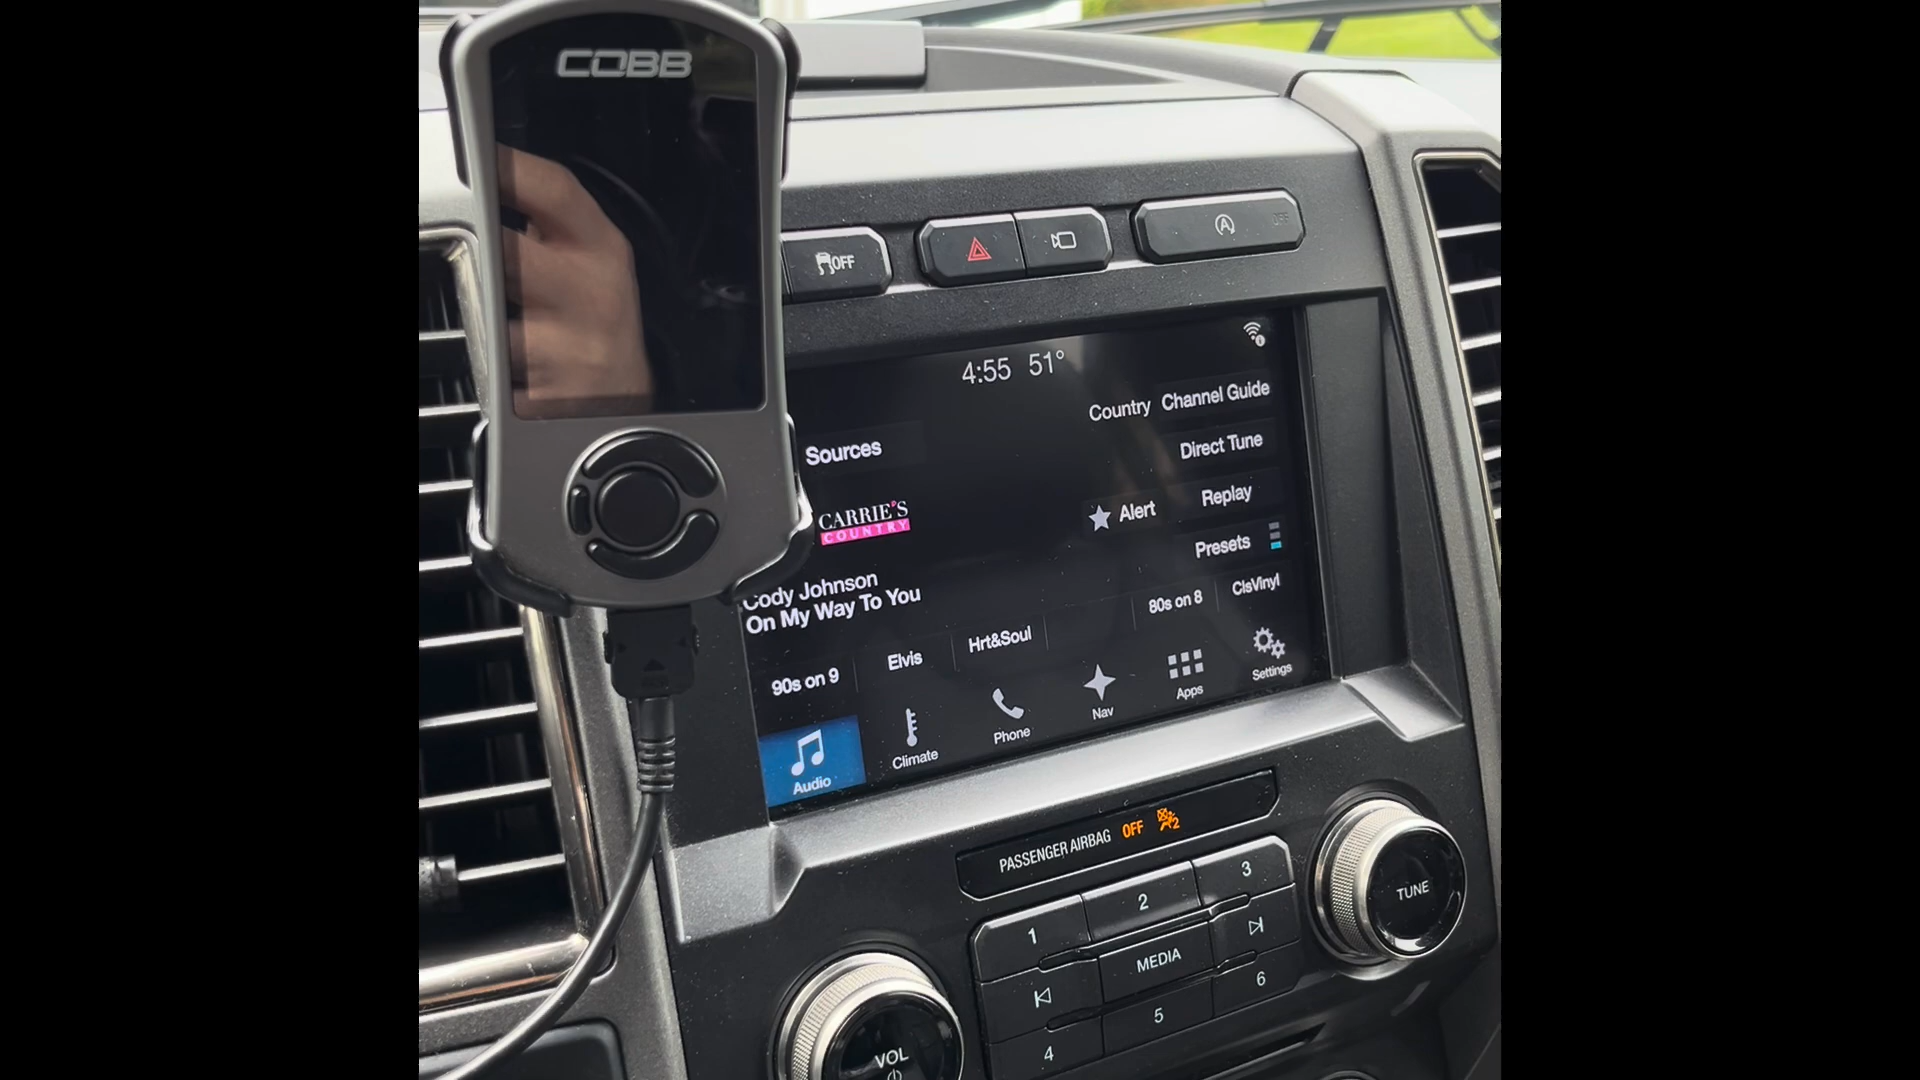 COBB
OFF
A OFF
4:55 51°
Country Channel Guide
Sources
Direct Tune
CARRIE'S
COUNTRY
Alert
Replay
Presets
Cody Johnson
On My Way To You
90s on 9
Elvis
Hrt&Soul
80s on 8
ClsVinyl
Audio
Climate
Phone
Nav
Apps
Settings
PASSENGER AIRBAG OFF 2
1
2
3
MEDIA
4
5
6
VOL
TUNE